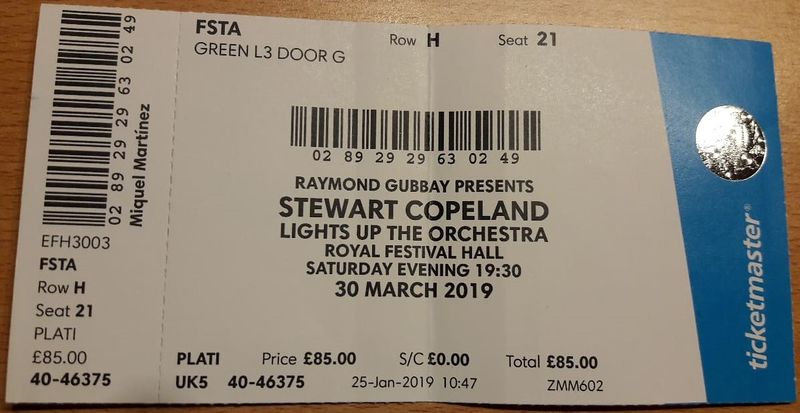 02 89 29 29 63 02 49
Miquel Martínez
EFH3003
FSTA
Row H
Seat 21
PLATI
£85.00
40-46375
FSTA
GREEN L3 DOOR G
Row H Seat 21
02 89 29 29 63 02 49
RAYMOND GUBBAY PRESENTS
STEWART COPELAND
LIGHTS UP THE ORCHESTRA
ROYAL FESTIVAL HALL
SATURDAY EVENING 19:30
30 MARCH 2019
PLATI Price £85.00 S/C £0.00 Total £85.00
UK5 40-46375 25-Jan-2019 10:47 ZMM602
ticketmaster®